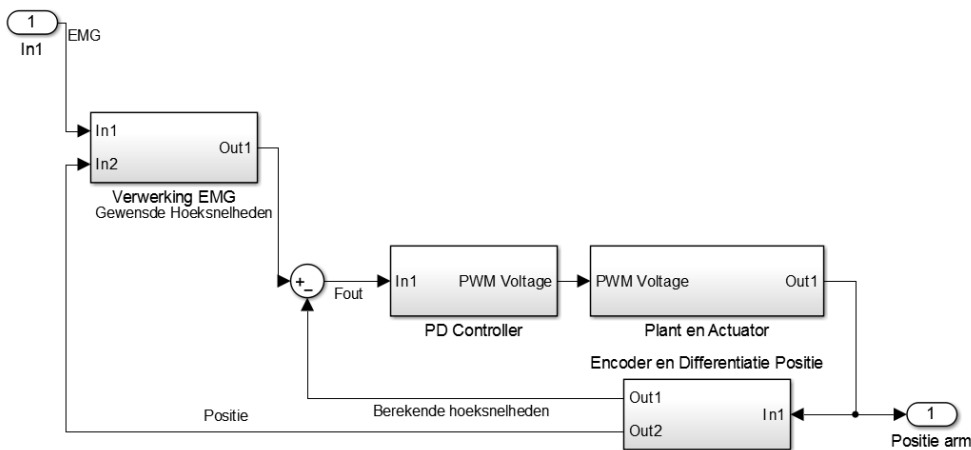 1
In1
EMG
In1
In2
Out1
Verwerking EMG
Gewensde Hoeksnelheden
+
−
Fout
In1
PWM Voltage
PD Controller
PWM Voltage
Out1
Plant en Actuator
Encoder en Differentiatie Positie
Out1
Out2
In1
Berekende hoeksnelheden
Positie
1
Positie arm